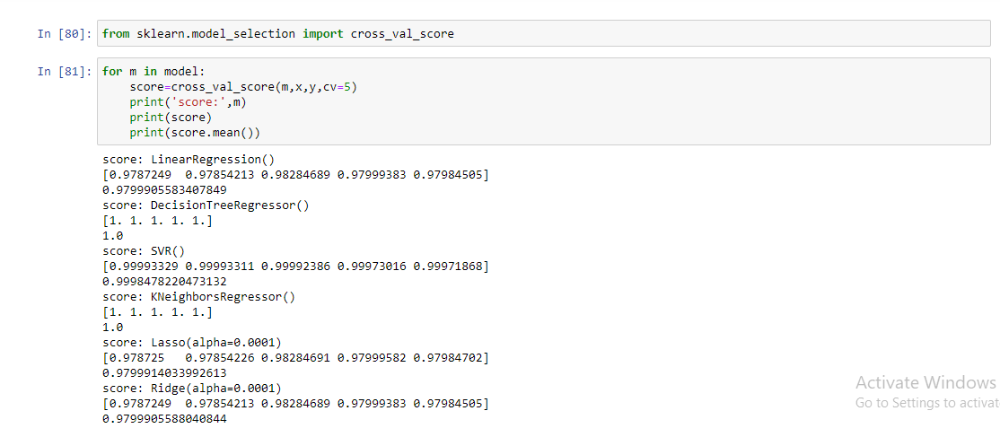 In [80]: from sklearn.model_selection import cross_val_score
In [81]: for m in model:
    score=cross_val_score(m,x,y,cv=5)
    print('score:',m)
    print(score)
    print(score.mean())
score: LinearRegression()
[0.9787249  0.97854213 0.98284689 0.97999383 0.97984505]
0.9799905583407849
score: DecisionTreeRegressor()
[1. 1. 1. 1. 1.]
1.0
score: SVR()
[0.99993329 0.99993311 0.99992386 0.99973016 0.99971868]
0.9998478220473132
score: KNeighborsRegressor()
[1. 1. 1. 1. 1.]
1.0
score: Lasso(alpha=0.0001)
[0.978725   0.97854226 0.98284691 0.97999582 0.97984702]
0.9799914033992613
score: Ridge(alpha=0.0001)
[0.9787249  0.97854213 0.98284689 0.97999383 0.97984505]
0.9799905588040844
Activate Windows
Go to Settings to activat